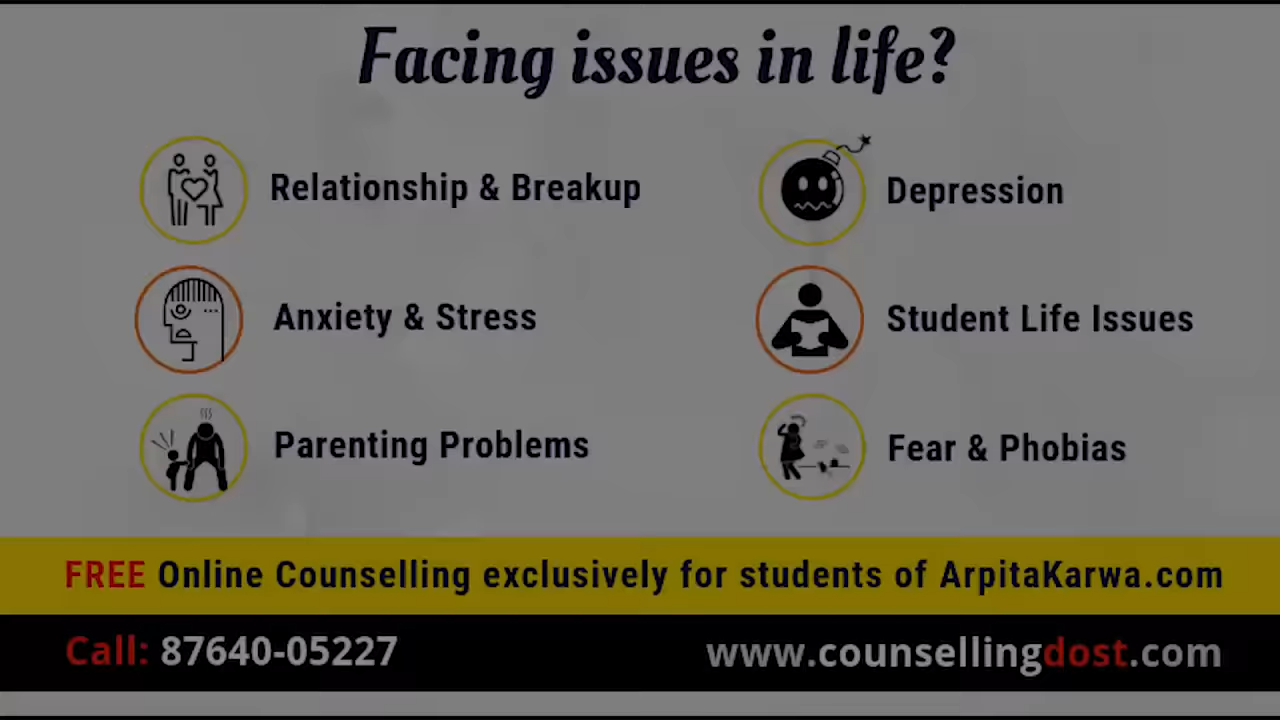 Facing issues in life?
Relationship & Breakup
Depression
Anxiety & Stress
Student Life Issues
Parenting Problems
Fear & Phobias
FREE Online Counselling exclusively for students of ArpitaKarwa.com
Call: 87640-05227
www.counsellingdost.com